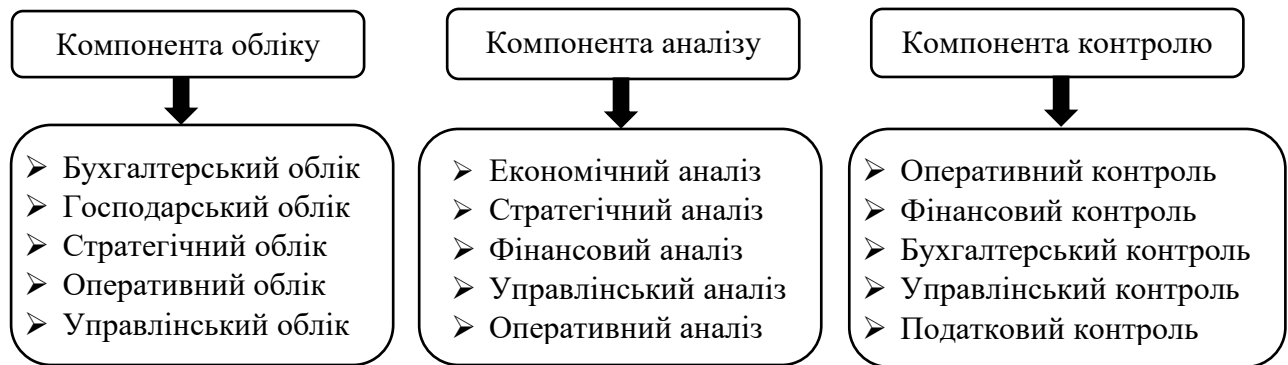 Компонента обліку
Бухгалтерський облік
Господарський облік
Стратегічний облік
Оперативний облік
Управлінський облік
Компонента аналізу
Економічний аналіз
Стратегічний аналіз
Фінансовий аналіз
Управлінський аналіз
Оперативний аналіз
Компонента контролю
Оперативний контроль
Фінансовий контроль
Бухгалтерський контроль
Управлінський контроль
Податковий контроль